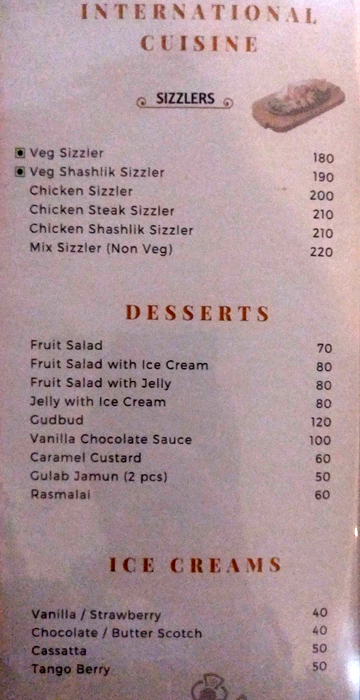 INTERNATIONAL
CUISINE
SIZZLERS
Veg Sizzler 180
Veg Shashlik Sizzler 190
Chicken Sizzler 200
Chicken Steak Sizzler 210
Chicken Shashlik Sizzler 210
Mix Sizzler (Non Veg) 220
DESSERTS
Fruit Salad 70
Fruit Salad with Ice Cream 80
Fruit Salad with Jelly 80
Jelly with Ice Cream 80
Gudbud 120
Vanilla Chocolate Sauce 100
Caramel Custard 60
Gulab Jamun (2 pcs) 50
Rasmalai 60
ICE CREAMS
Vanilla / Strawberry 40
Chocolate / Butter Scotch 40
Cassatta 50
Tango Berry 50